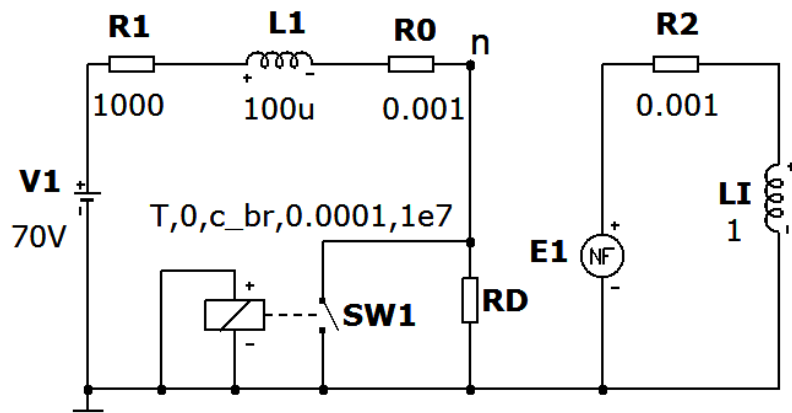 R1
L1
R0
n
R2
1000
100u
0.001
0.001
V1
70V
T,0,c_br,0.0001,1e7
LI
1
E1
NF
SW1
RD